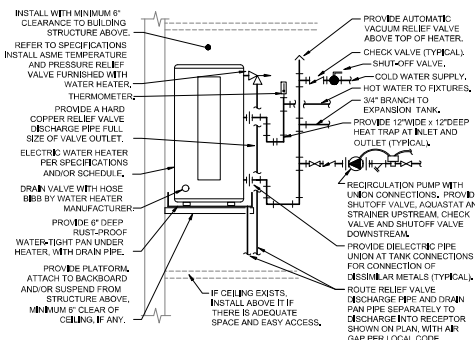 INSTALL WITH MINIMUM 6"
CLEARANCE TO BUILDING
STRUCTURE ABOVE.
REFER TO SPECIFICATIONS
INSTALL ASME TEMPERATURE
AND PRESSURE RELIEF
VALVE FURNISHED WITH
WATER HEATER.
THERMOMETER.
PROVIDE A HARD
COPPER RELIEF VALVE
DISCHARGE PIPE FULL
SIZE OF VALVE OUTLET.
ELECTRIC WATER HEATER
PER SPECIFICATIONS
AND/OR SCHEDULE.
DRAIN VALVE WITH HOSE
BIBB BY WATER HEATER
MANUFACTURER.
PROVIDE 6" DEEP
RUST-PROOF
WATER-TIGHT PAN UNDER
HEATER, WITH DRAIN PIPE.
PROVIDE PLATFORM.
ATTACH TO BACKBOARD
AND/OR SUSPEND FROM
STRUCTURE ABOVE,
MINIMUM 6" CLEAR OF
CEILING, IF ANY.
IF CEILING EXISTS,
INSTALL ABOVE IT IF
THERE IS ADEQUATE
SPACE AND EASY ACCESS.
PROVIDE AUTOMATIC
VACUUM RELIEF VALVE
ABOVE TOP OF HEATER.
CHECK VALVE (TYPICAL).
SHUT-OFF VALVE.
COLD WATER SUPPLY.
HOT WATER TO FIXTURES.
3/4" BRANCH TO
EXPANSION TANK.
PROVIDE 12"WIDE x 12"DEEP
HEAT TRAP AT INLET AND
OUTLET (TYPICAL).
RECIRCULATION PUMP WITH
UNION CONNECTIONS. PROVID
SHUTOFF VALVE, AQUASTAT AN
STRAINER UPSTREAM, CHECK
VALVE AND SHUTOFF VALVE
DOWNSTREAM.
PROVIDE DIELECTRIC PIPE
UNION AT TANK CONNECTIONS
FOR CONNECTION OF
DISSIMILAR METALS (TYPICAL).
ROUTE RELIEF VALVE
DISCHARGE PIPE AND DRAIN
PAN PIPE SEPARATELY TO
DISCHARGE INTO RECEPTOR
SHOWN ON PLAN, WITH AIR
GAP PER LOCAL CODE